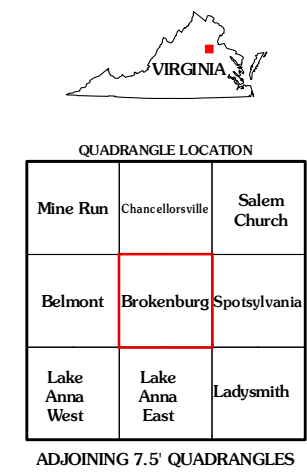 VIRGINIA
QUADRANGLE LOCATION
Mine Run
Chancellorsville
Salem
Church
Belmont
Brokenburg
Spotsylvania
Lake
Anna
West
Lake
Anna
East
Ladysmith
ADJOINING 7.5' QUADRANGLES